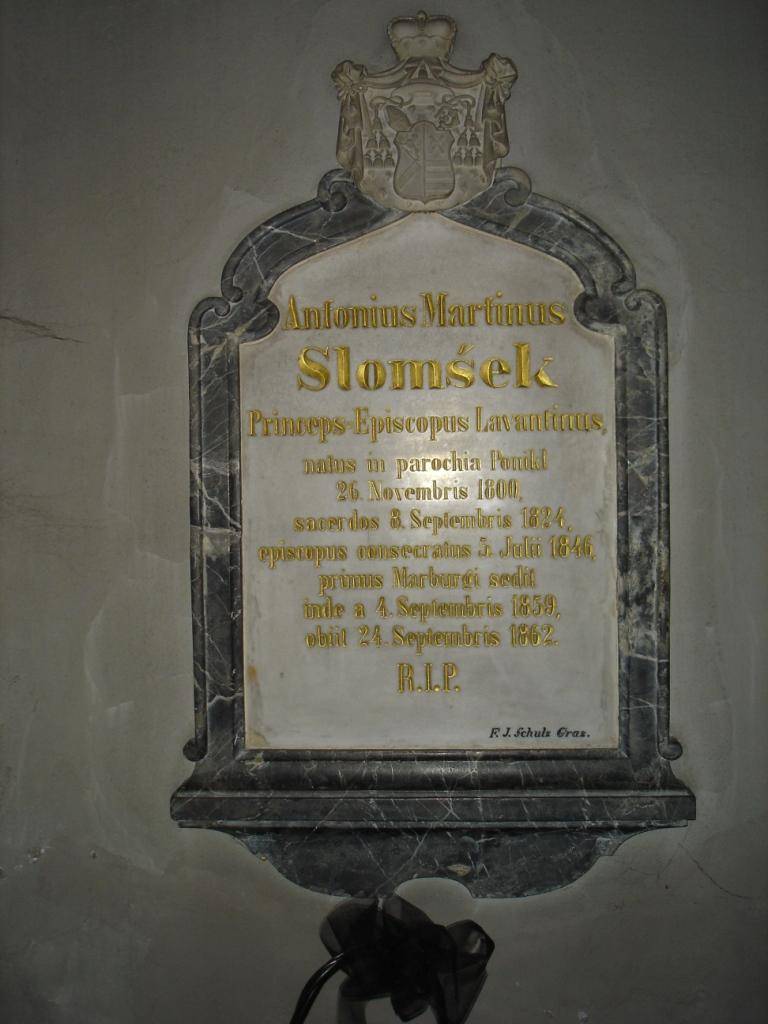 Antonius Martinus
Slomśek
Princeps-Episcopus Lavantinus,
natus in parochia Ponikl
26. Novembris 1800,
sacerdos 8. Septembris 1824,
episcopus consecratus 5. Julii 1846,
primus Marburgi sedit
inde a 4. Septembris 1859,
obiit 24. Septembris 1862.
R.I.P.
F. J. Schulz Graz.